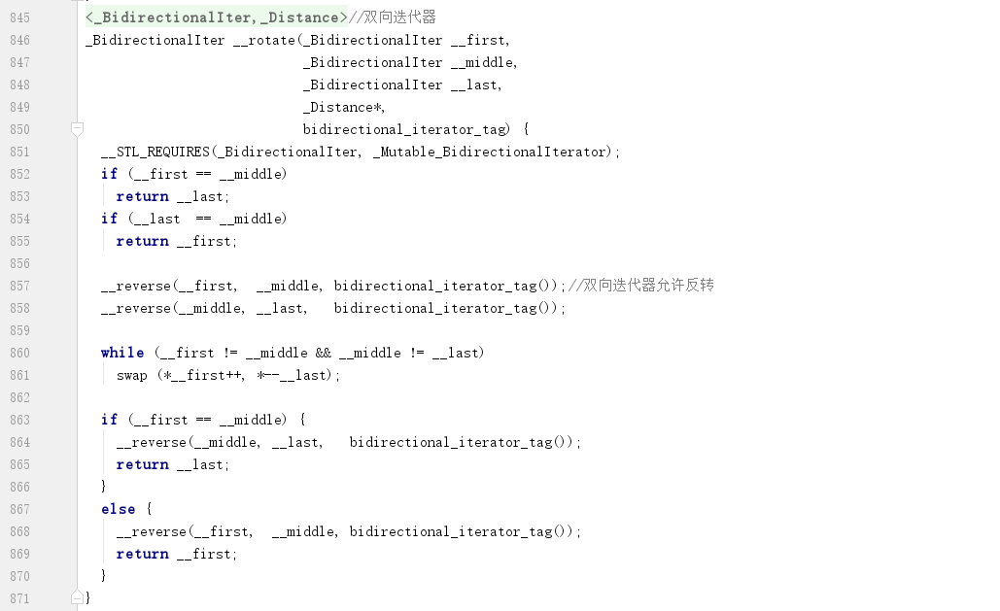 845 <_BidirectionalIter,_Distance>//双向迭代器
846 _BidirectionalIter __rotate(_BidirectionalIter __first,
847                             _BidirectionalIter __middle,
848                             _BidirectionalIter __last,
849                             _Distance*,
850                             bidirectional_iterator_tag) {
851   __STL_REQUIRES(_BidirectionalIter, _Mutable_BidirectionalIterator);
852   if (__first == __middle)
853     return __last;
854   if (__last  == __middle)
855     return __first;
856
857   __reverse(__first,  __middle, bidirectional_iterator_tag());//双向迭代器允许反转
858   __reverse(__middle, __last,   bidirectional_iterator_tag());
859
860   while (__first != __middle && __middle != __last)
861     swap (*__first++, *--__last);
862
863   if (__first == __middle) {
864     __reverse(__middle, __last,   bidirectional_iterator_tag());
865     return __last;
866   }
867   else {
868     __reverse(__first,  __middle, bidirectional_iterator_tag());
869     return __first;
870   }
871 }